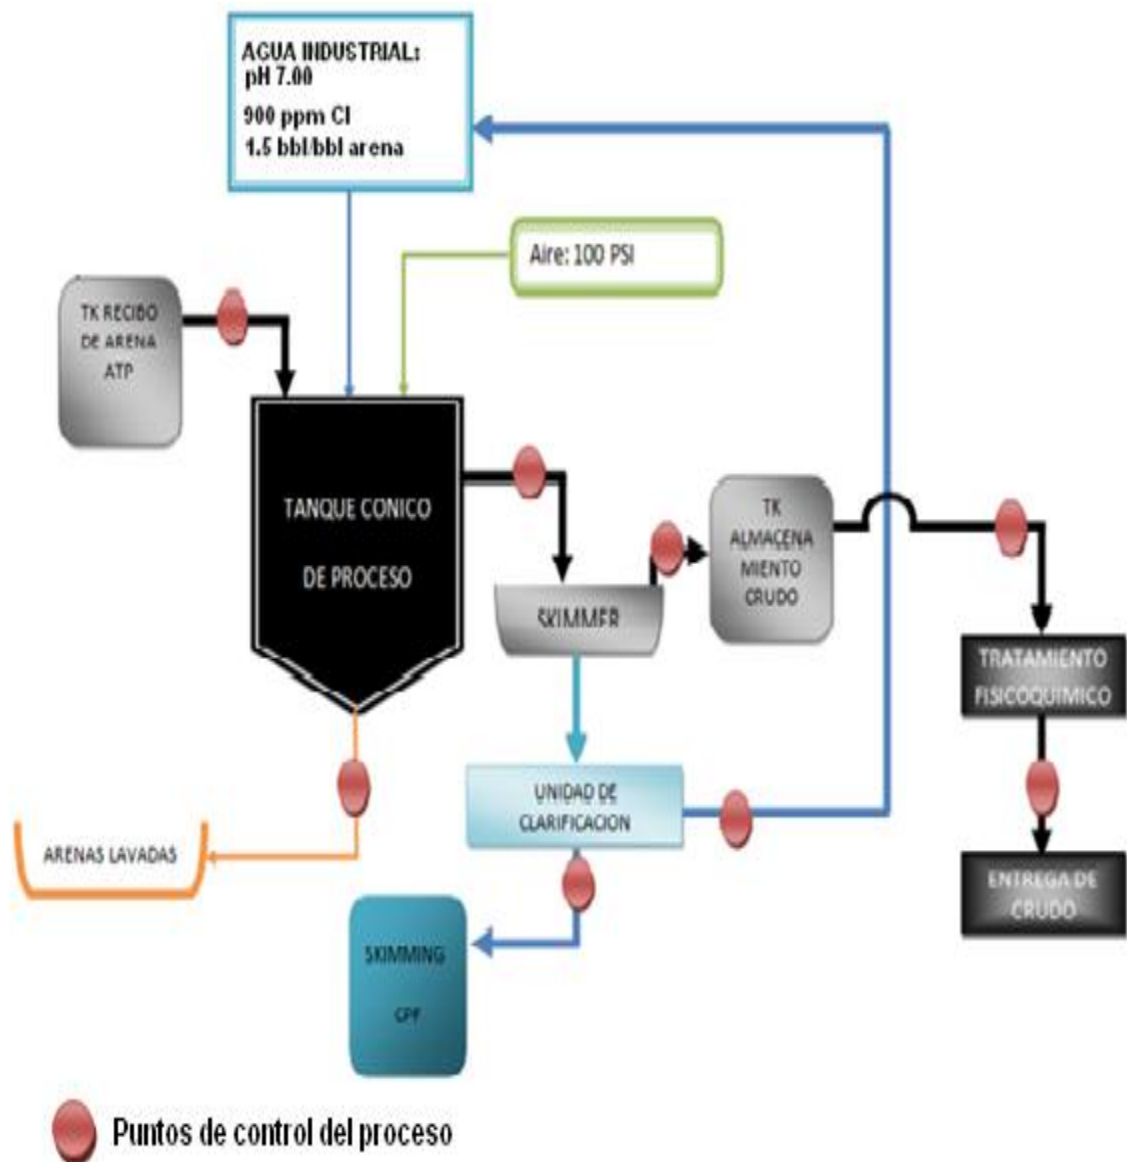 AGUA INDUSTRIAL:
pH 7.00
900 ppm Cl
1.5 bbl/bbl arena
Aire: 100 PSI
TK RECIBO
DE ARENA
ATP
TANQUE CONICO
DE PROCESO
TK
ALMACENA
MIENTO
CRUDO
SKIMMER
TRATAMIENTO
FISICOQUIMICO
UNIDAD DE
CLARIFICACION
ARENAS LAVADAS
ENTREGA DE
CRUDO
SKIMMING
CPF
Puntos de control del proceso